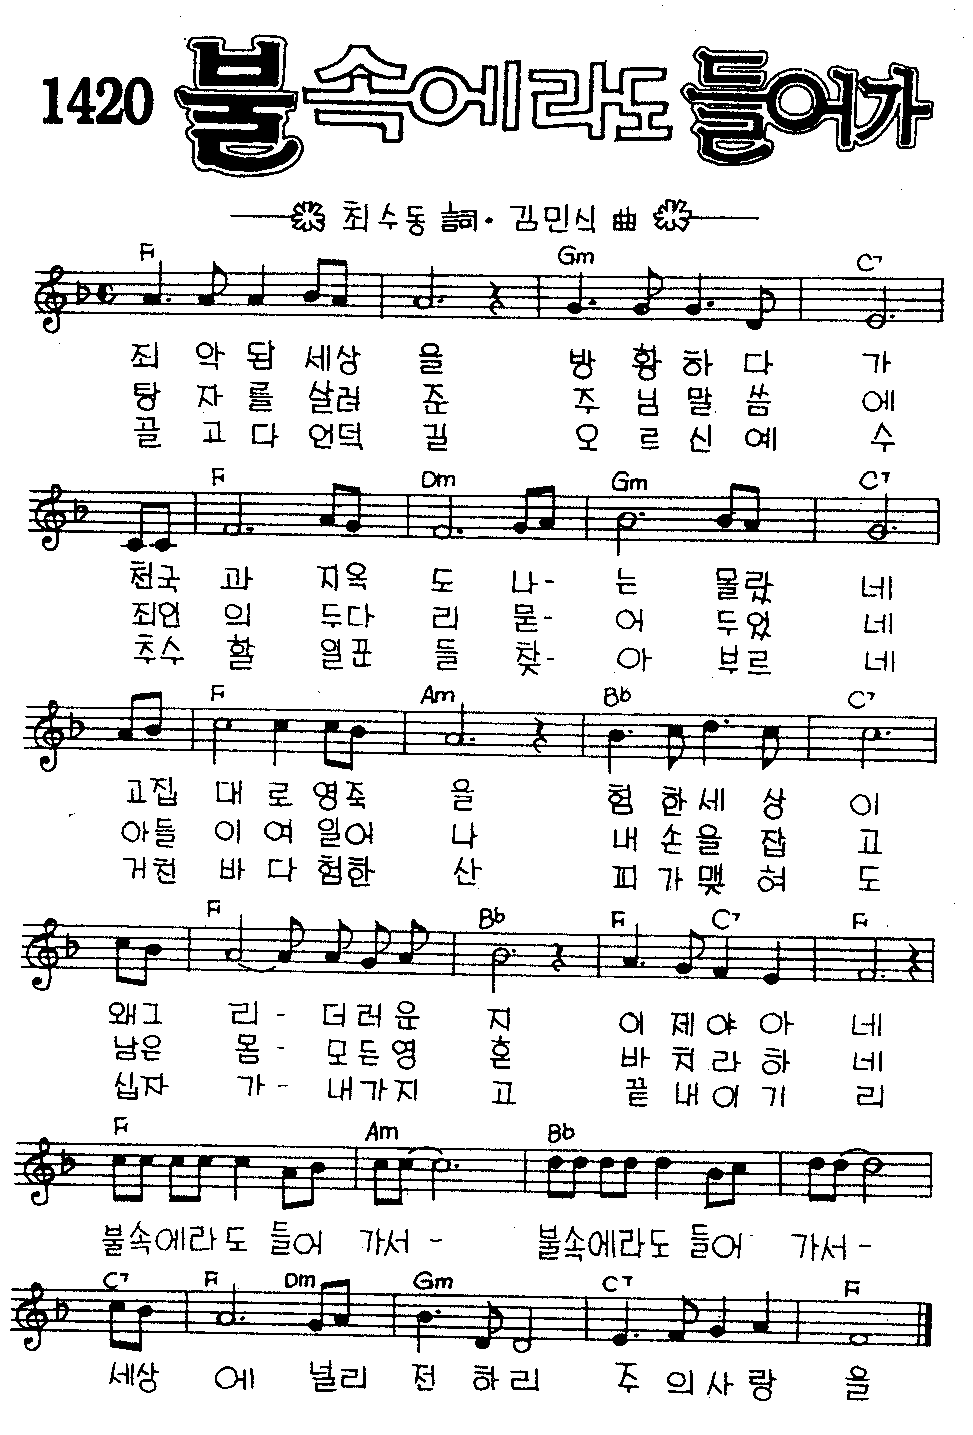 1420 불 속에라도 들어가
최수동 詞 · 김민식 曲
F Gm C7
죄 악 된 세상 을 방 황 하 다 가
탕 자 를 살려 준 주 님 말 씀 에
골 고 다 언덕 길 오 르 신 예 수
F Dm Gm C7
천국 과 지옥 도 나- 는 몰랐 네
죄인 의 두다 리 묻- 어 두었 네
추수 할 일꾼 들 찾- 아 부르 네
F Am Bb C7
고집 대 로 영죽 을 험 한 세 상 이
아들 이 여 일어 나 내 손 을 잡 고
거친 바 다 험한 산 피 가 맺 혀 도
F Bb F C7 F
왜그 리 - 더 러 운 지 이 제 야 아 네
남은 몸 - 모 든 영 혼 바 치 라 하 네
십자 가 - 내 가 지 고 끝 내 이 기 리
F Am Bb
불속에라도 들어 가서 - 불속에라도 들어 가서 -
C7 F Dm Gm C7 F
세상 에 널리 전 하 리 주 의 사 랑 을